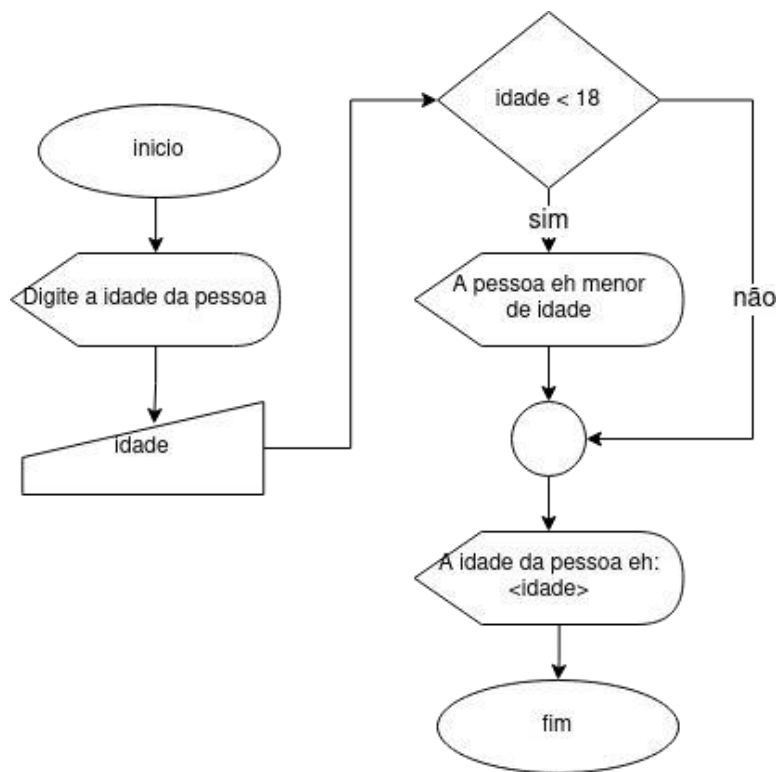 inicio
Digite a idade da pessoa
idade
idade < 18
sim
não
A pessoa eh menor
de idade
A idade da pessoa eh:
<idade>
fim